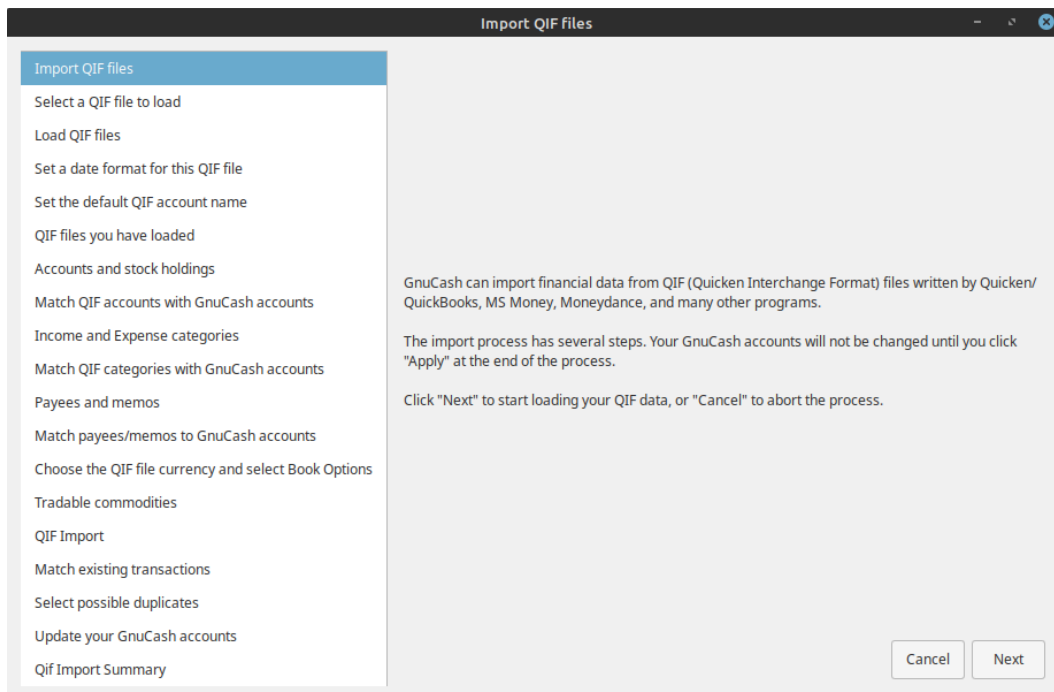 Import QIF files
Import QIF files
Select a QIF file to load
Load QIF files
Set a date format for this QIF file
Set the default QIF account name
QIF files you have loaded
Accounts and stock holdings
Match QIF accounts with GnuCash accounts
Income and Expense categories
Match QIF categories with GnuCash accounts
Payees and memos
Match payees/memos to GnuCash accounts
Choose the QIF file currency and select Book Options
Tradable commodities
QIF Import
Match existing transactions
Select possible duplicates
Update your GnuCash accounts
Qif Import Summary
GnuCash can import financial data from QIF (Quicken Interchange Format) files written by Quicken/
QuickBooks, MS Money, Moneydance, and many other programs.
The import process has several steps. Your GnuCash accounts will not be changed until you click
"Apply" at the end of the process.
Click "Next" to start loading your QIF data, or "Cancel" to abort the process.
Cancel
Next